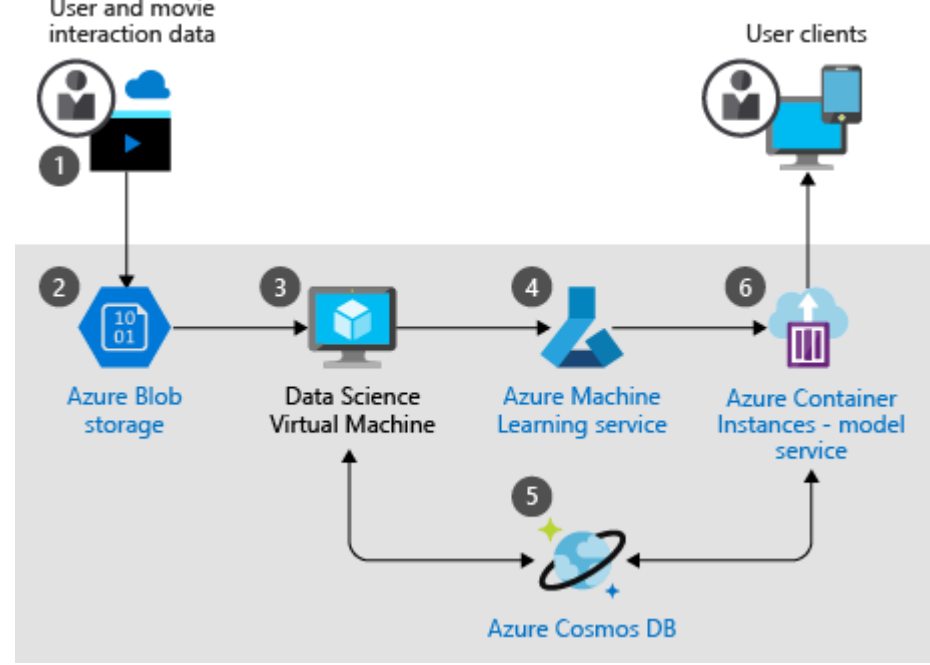 User and movie
interaction data
User clients
1
2
3
4
6
10
01
Azure Blob
storage
Data Science
Virtual Machine
Azure Machine
Learning service
Azure Container
Instances - model
service
5
Azure Cosmos DB